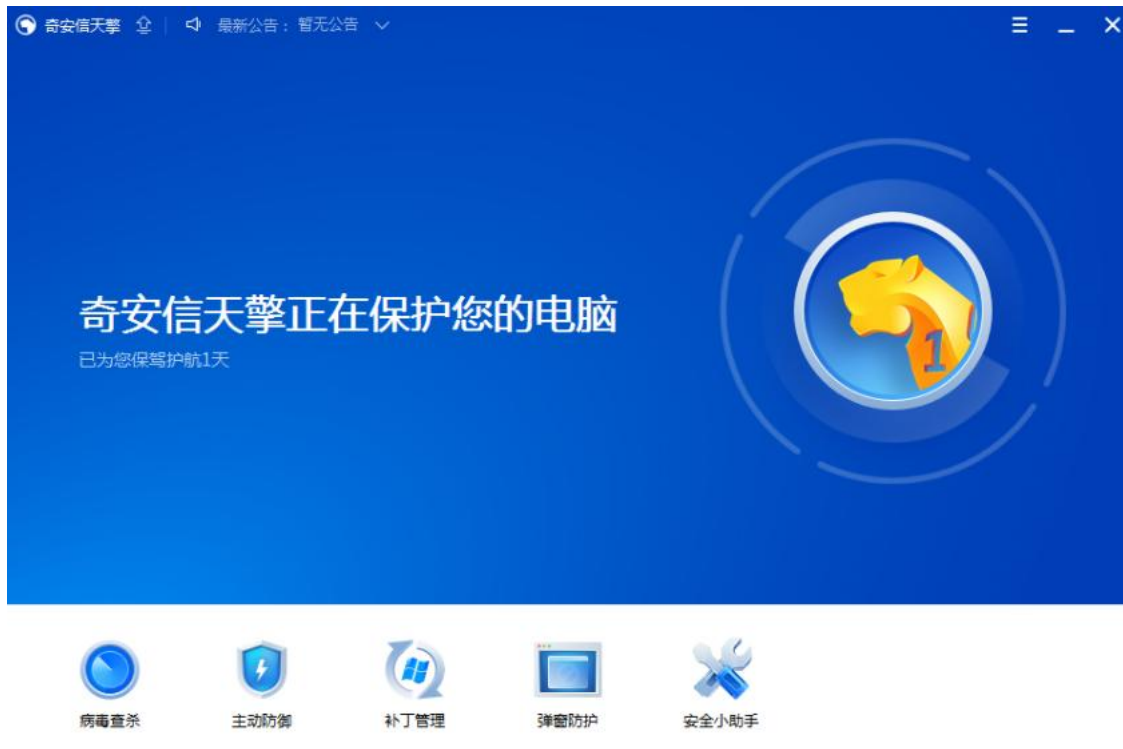 奇安信天擎 最新公告：暂无公告
奇安信天擎正在保护您的电脑
已为您保驾护航1天
1
病毒查杀 主动防御 补丁管理 弹窗防护 安全小助手